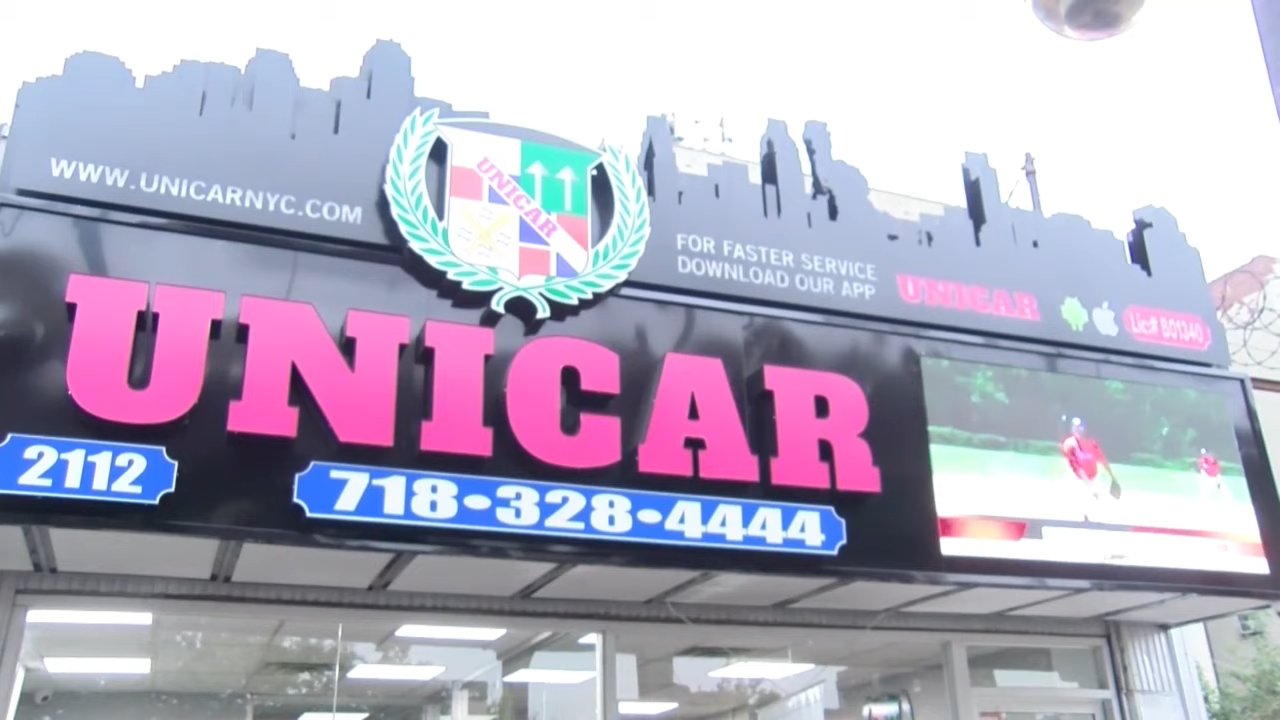 WWW.UNICARNYC.COM
UNICAR
FOR FASTER SERVICE
DOWNLOAD OUR APP
UNICAR
Lic# B01340
UNICAR
2112
718•328•4444